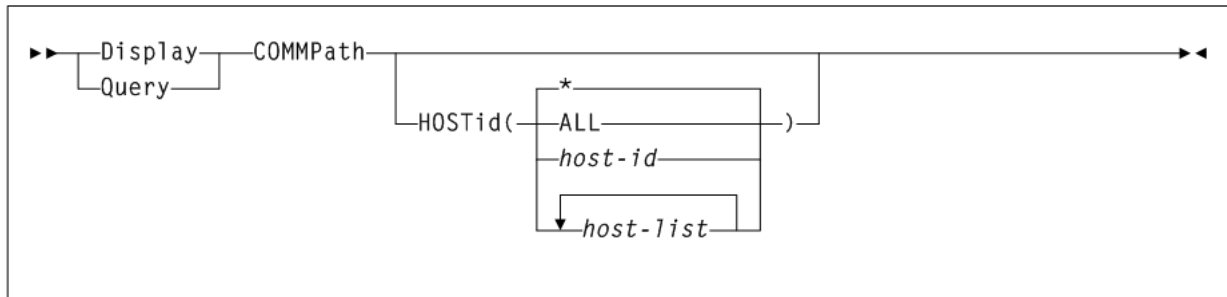 Display COMMPath
Query
*
HOSTid( ALL )
host-id
host-list